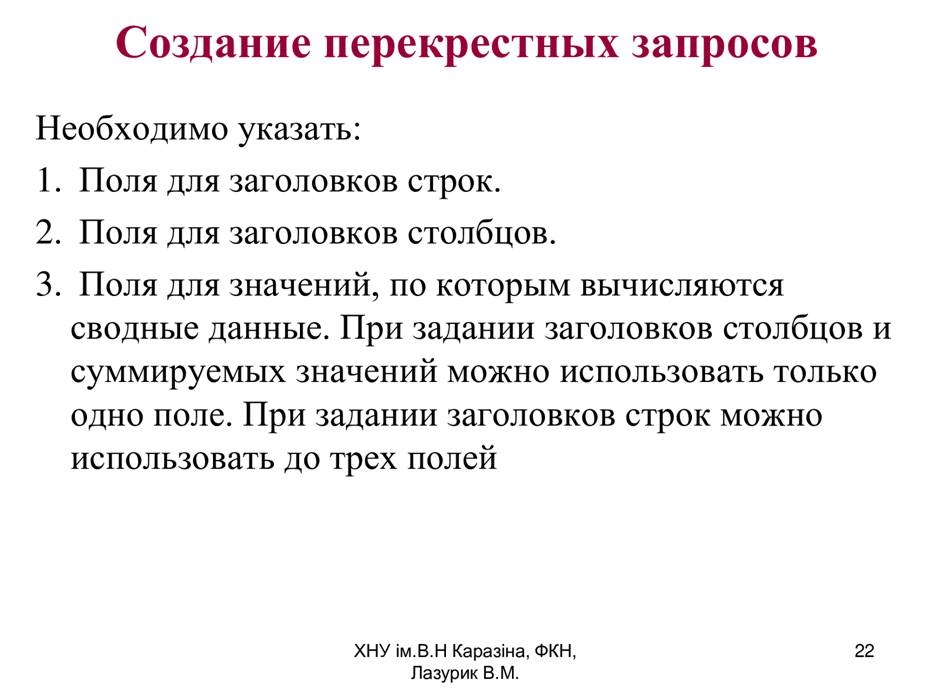 Создание перекрестных запросов
Необходимо указать:
1. Поля для заголовков строк.
2. Поля для заголовков столбцов.
3. Поля для значений, по которым вычисляются
сводные данные. При задании заголовков столбцов и
суммируемых значений можно использовать только
одно поле. При задании заголовков строк можно
использовать до трех полей
ХНУ ім.В.Н Каразіна, ФКН,
Лазурик В.М.
22